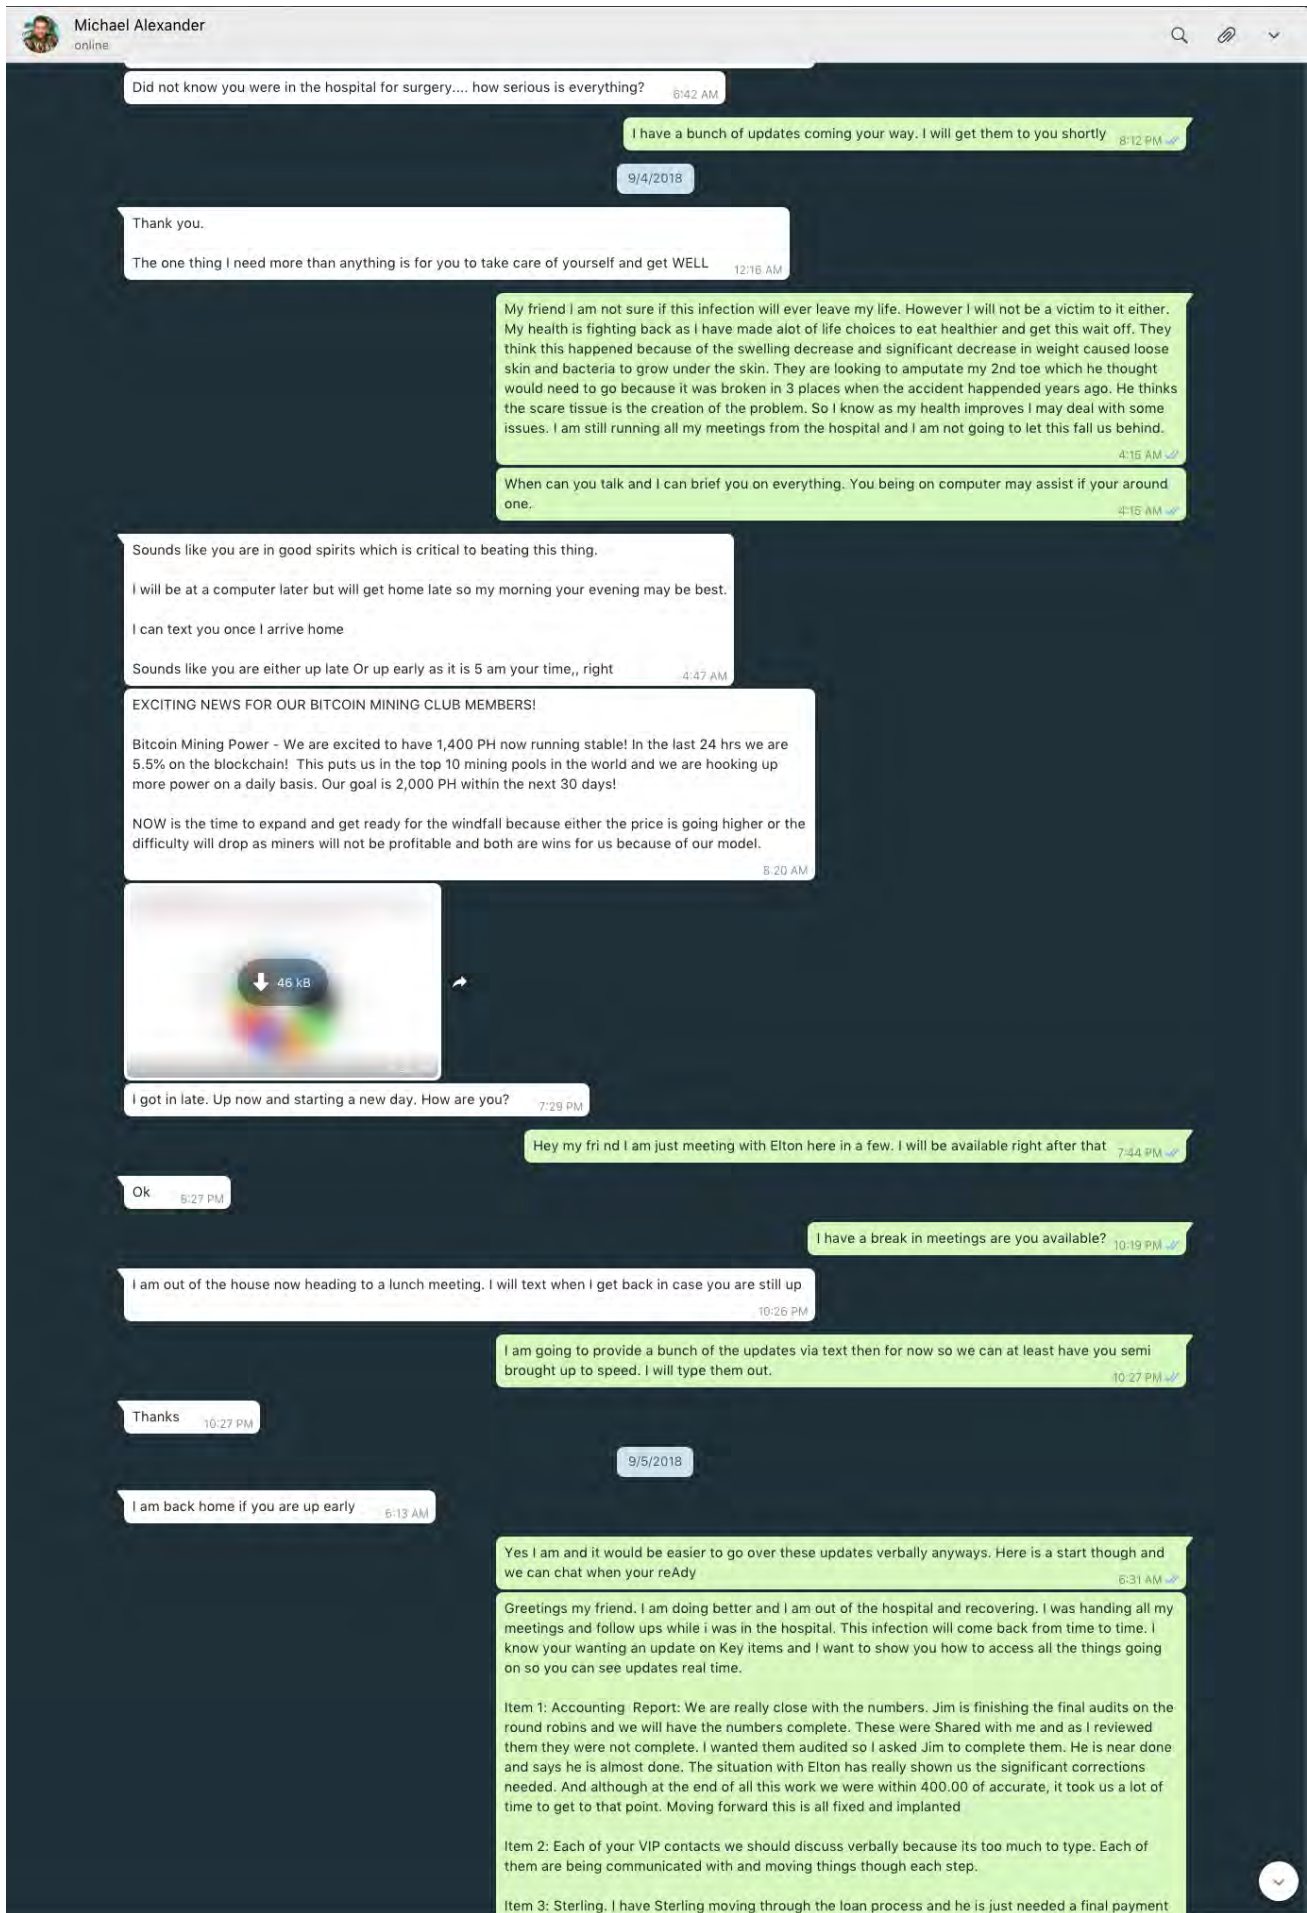 Michael Alexander
online
Did not know you were in the hospital for surgery.... how serious is everything? 6:42 AM
I have a bunch of updates coming your way. I will get them to you shortly 8:12 PM
9/4/2018
Thank you.
The one thing I need more than anything is for you to take care of yourself and get WELL 12:16 AM
My friend I am not sure if this infection will ever leave my life. However I will not be a victim to it either.
My health is fighting back as I have made alot of life choices to eat healthier and get this wait off. They
think this happened because of the swelling decrease and significant decrease in weight caused loose
skin and bacteria to grow under the skin. They are looking to amputate my 2nd toe which he thought
would need to go because it was broken in 3 places when the accident happended years ago. He thinks
the scare tissue is the creation of the problem. So I know as my health improves I may deal with some
issues. I am still running all my meetings from the hospital and I am not going to let this fall us behind.
4:15 AM
When can you talk and I can brief you on everything. You being on computer may assist if your around
one. 4:15 AM
Sounds like you are in good spirits which is critical to beating this thing.
I will be at a computer later but will get home late so my morning your evening may be best.
I can text you once I arrive home
Sounds like you are either up late Or up early as it is 5 am your time,, right 4:47 AM
EXCITING NEWS FOR OUR BITCOIN MINING CLUB MEMBERS!
Bitcoin Mining Power - We are excited to have 1,400 PH now running stable! In the last 24 hrs we are
5.5% on the blockchain! This puts us in the top 10 mining pools in the world and we are hooking up
more power on a daily basis. Our goal is 2,000 PH within the next 30 days!
NOW is the time to expand and get ready for the windfall because either the price is going higher or the
difficulty will drop as miners will not be profitable and both are wins for us because of our model.
8:20 AM
46 kB
I got in late. Up now and starting a new day. How are you? 7:29 PM
Hey my fri nd I am just meeting with Elton here in a few. I will be available right after that 7:44 PM
Ok 8:27 PM
I have a break in meetings are you available? 10:19 PM
I am out of the house now heading to a lunch meeting. I will text when I get back in case you are still up
10:26 PM
I am going to provide a bunch of the updates via text then for now so we can at least have you semi
brought up to speed. I will type them out. 10:27 PM
Thanks 10:27 PM
9/5/2018
I am back home if you are up early 6:13 AM
Yes I am and it would be easier to go over these updates verbally anyways. Here is a start though and
we can chat when your reAdy 6:31 AM
Greetings my friend. I am doing better and I am out of the hospital and recovering. I was handing all my
meetings and follow ups while i was in the hospital. This infection will come back from time to time. I
know your wanting an update on Key items and I want to show you how to access all the things going
on so you can see updates real time.
Item 1: Accounting Report: We are really close with the numbers. Jim is finishing the final audits on the
round robins and we will have the numbers complete. These were Shared with me and as I reviewed
them they were not complete. I wanted them audited so I asked Jim to complete them. He is near done
and says he is almost done. The situation with Elton has really shown us the significant corrections
needed. And although at the end of all this work we were within 400.00 of accurate, it took us a lot of
time to get to that point. Moving forward this is all fixed and implanted
Item 2: Each of your VIP contacts we should discuss verbally because its too much to type. Each of
them are being communicated with and moving things though each step.
Item 3: Sterling. I have Sterling moving through the loan process and he is just needed a final payment